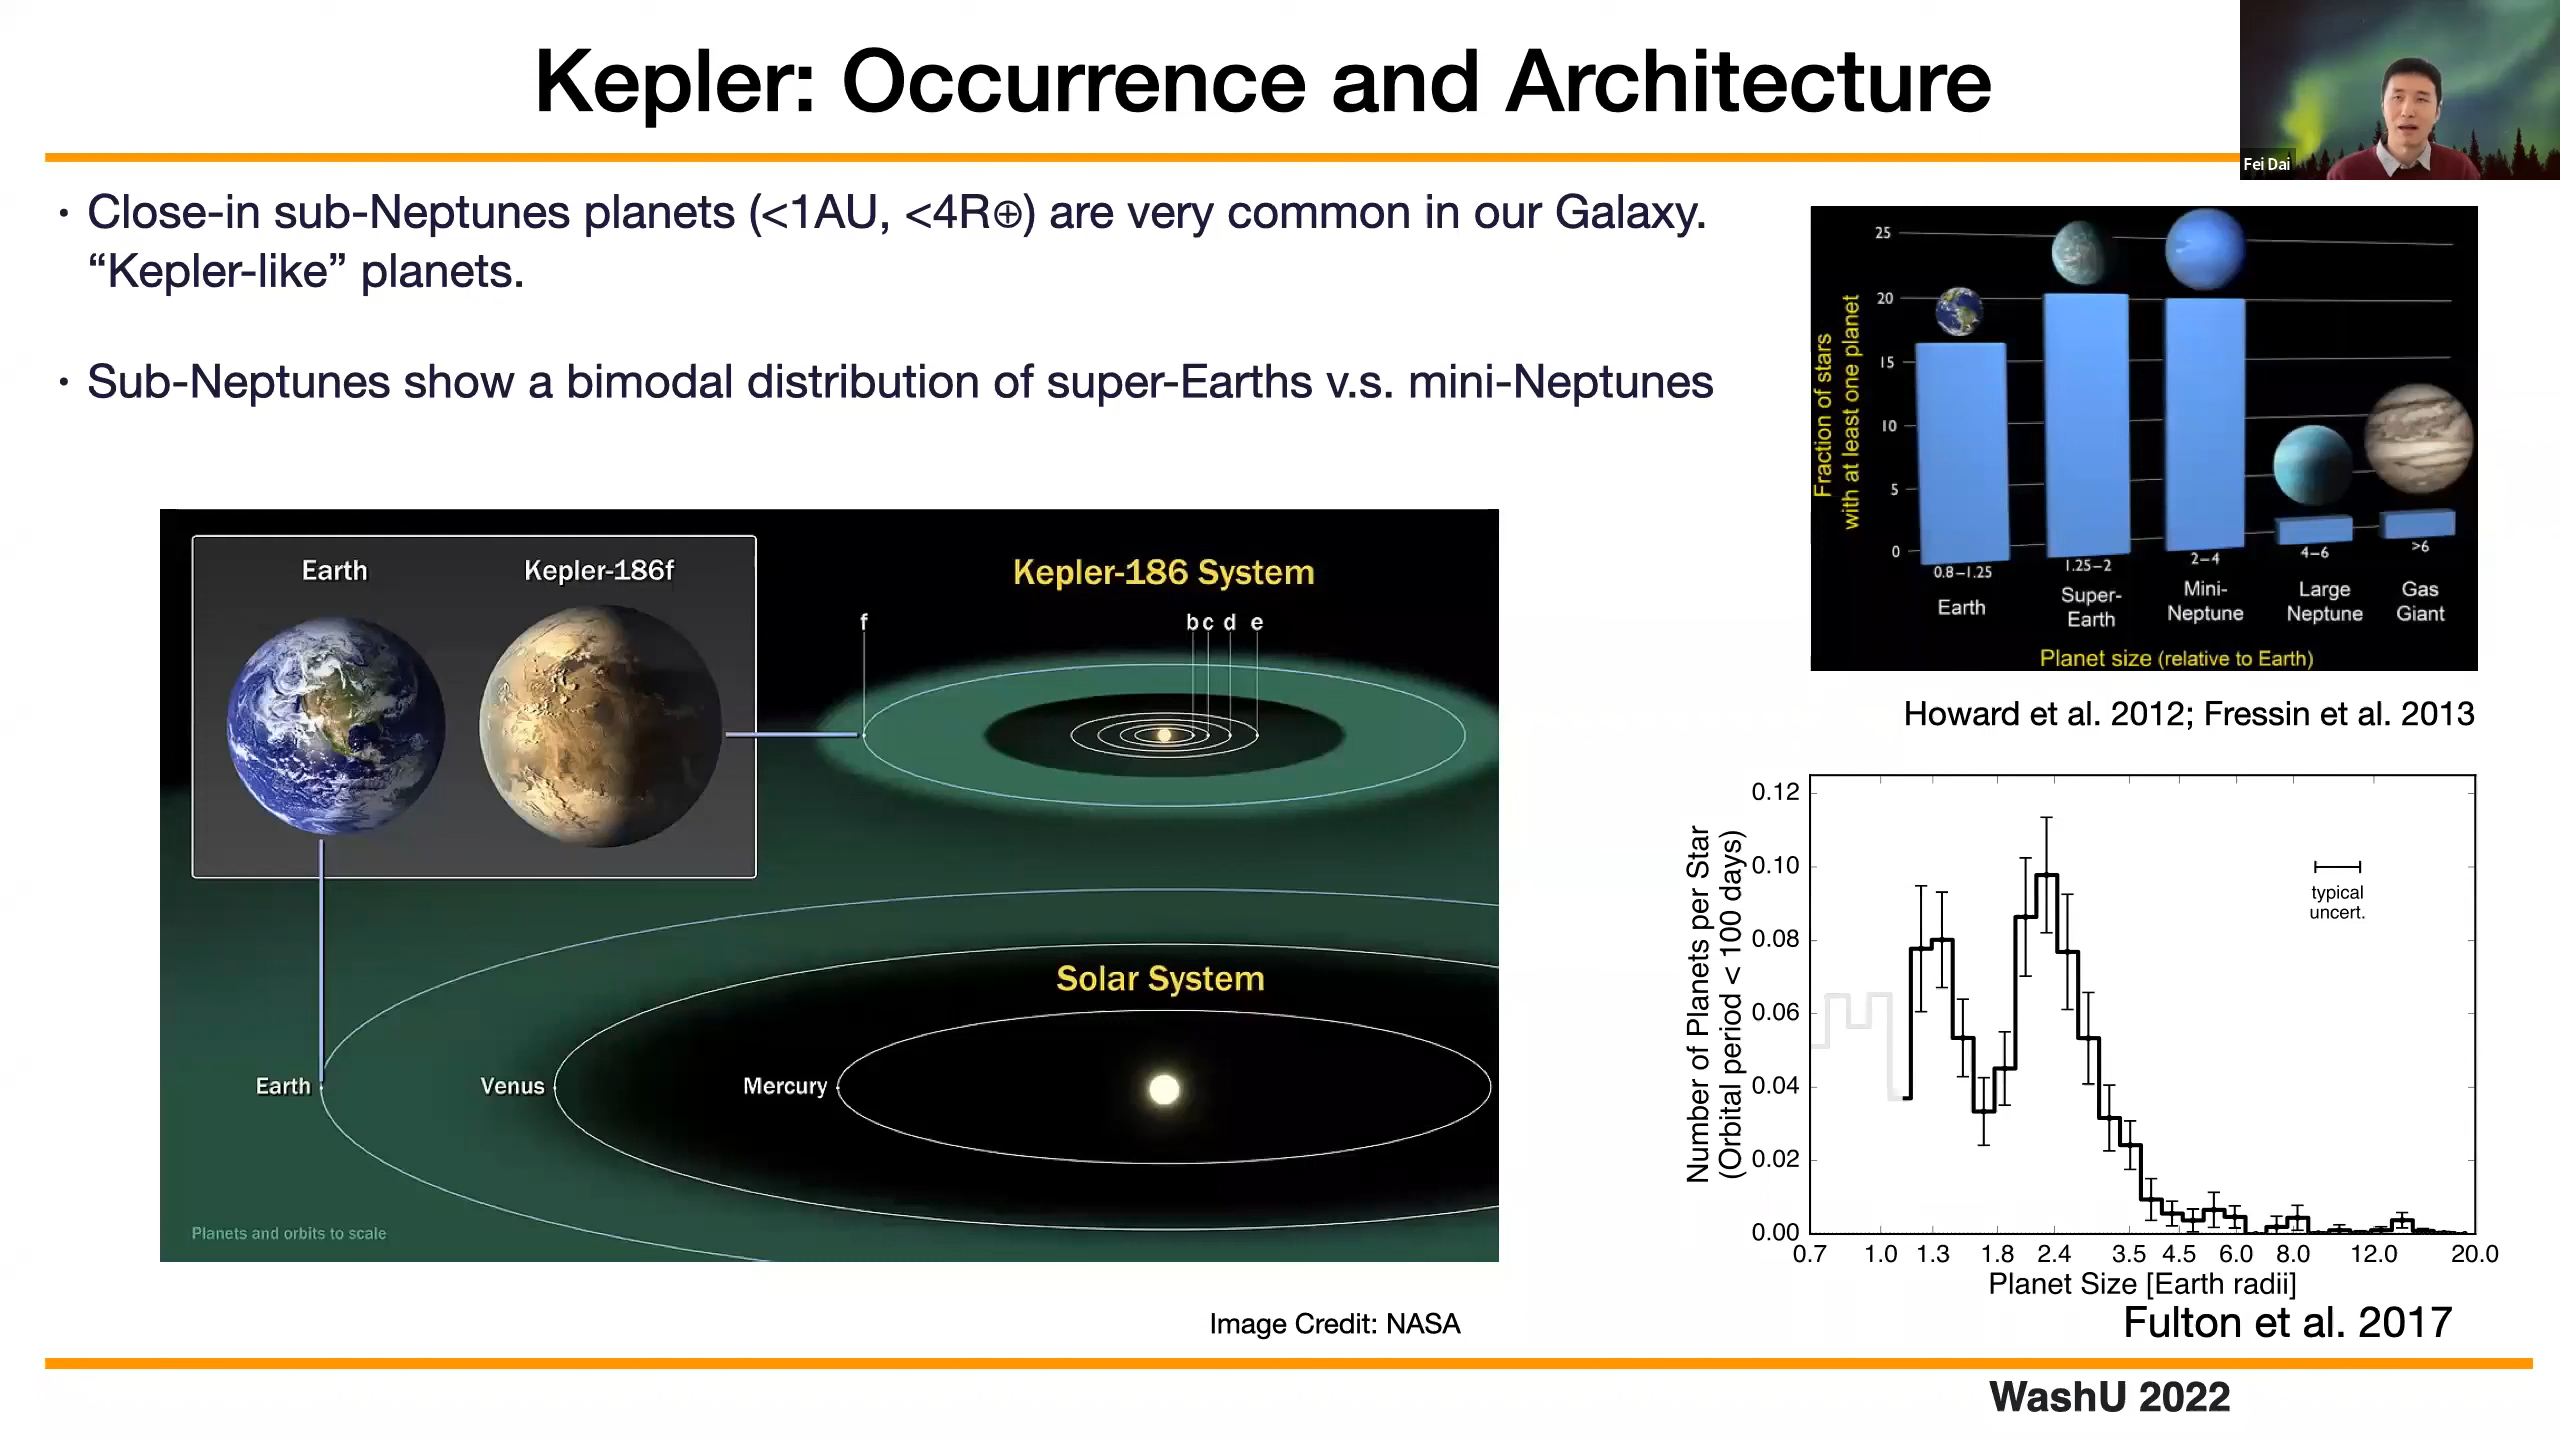 Kepler: Occurrence and Architecture
Fei Dai
• Close-in sub-Neptunes planets (<1AU, <4R⊕) are very common in our Galaxy.
“Kepler-like” planets.
• Sub-Neptunes show a bimodal distribution of super-Earths v.s. mini-Neptunes
Earth
Kepler-186f
Kepler-186 System
f
b c d e
Solar System
Earth
Venus
Mercury
Planets and orbits to scale
Image Credit: NASA
Fraction of stars
with at least one planet
25
20
15
10
5
0
0.8–1.25
1.25–2
2–4
4–6
>6
Earth
Super-
Earth
Mini-
Neptune
Large
Neptune
Gas
Giant
Planet size (relative to Earth)
Howard et al. 2012; Fressin et al. 2013
Number of Planets per Star
(Orbital period < 100 days)
0.12
0.10
0.08
0.06
0.04
0.02
0.00
typical
uncert.
0.7 1.0 1.3 1.8 2.4 3.5 4.5 6.0 8.0 12.0 20.0
Planet Size [Earth radii]
Fulton et al. 2017
WashU 2022